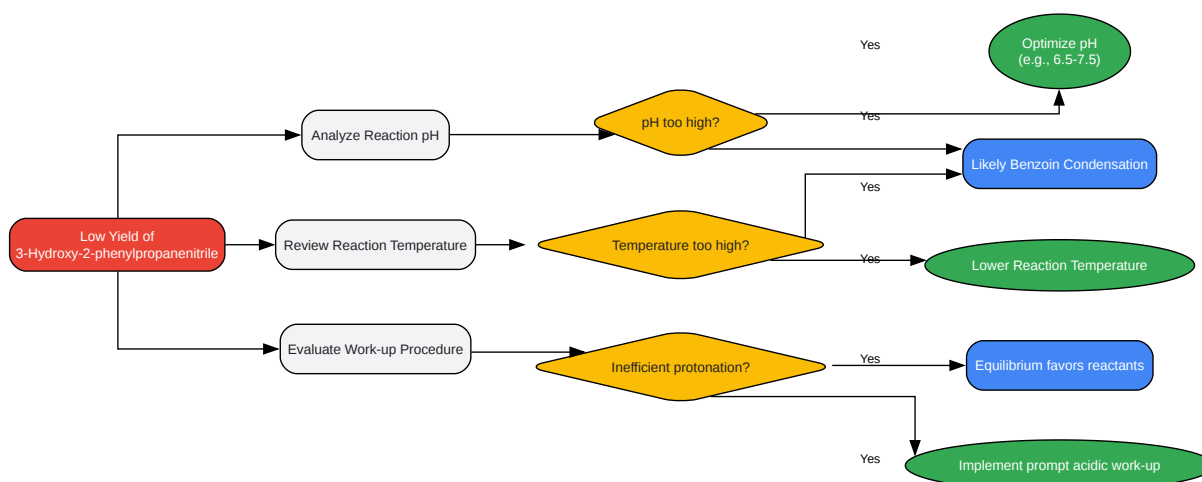 Yes
Optimize pH
(e.g., 6.5-7.5)
Analyze Reaction pH
pH too high?
Yes
Likely Benzoin Condensation
Yes
Low Yield of
3-Hydroxy-2-phenylpropanenitrile
Review Reaction Temperature
Temperature too high?
Yes
Lower Reaction Temperature
Evaluate Work-up Procedure
Inefficient protonation?
Yes
Equilibrium favors reactants
Yes
Implement prompt acidic work-up